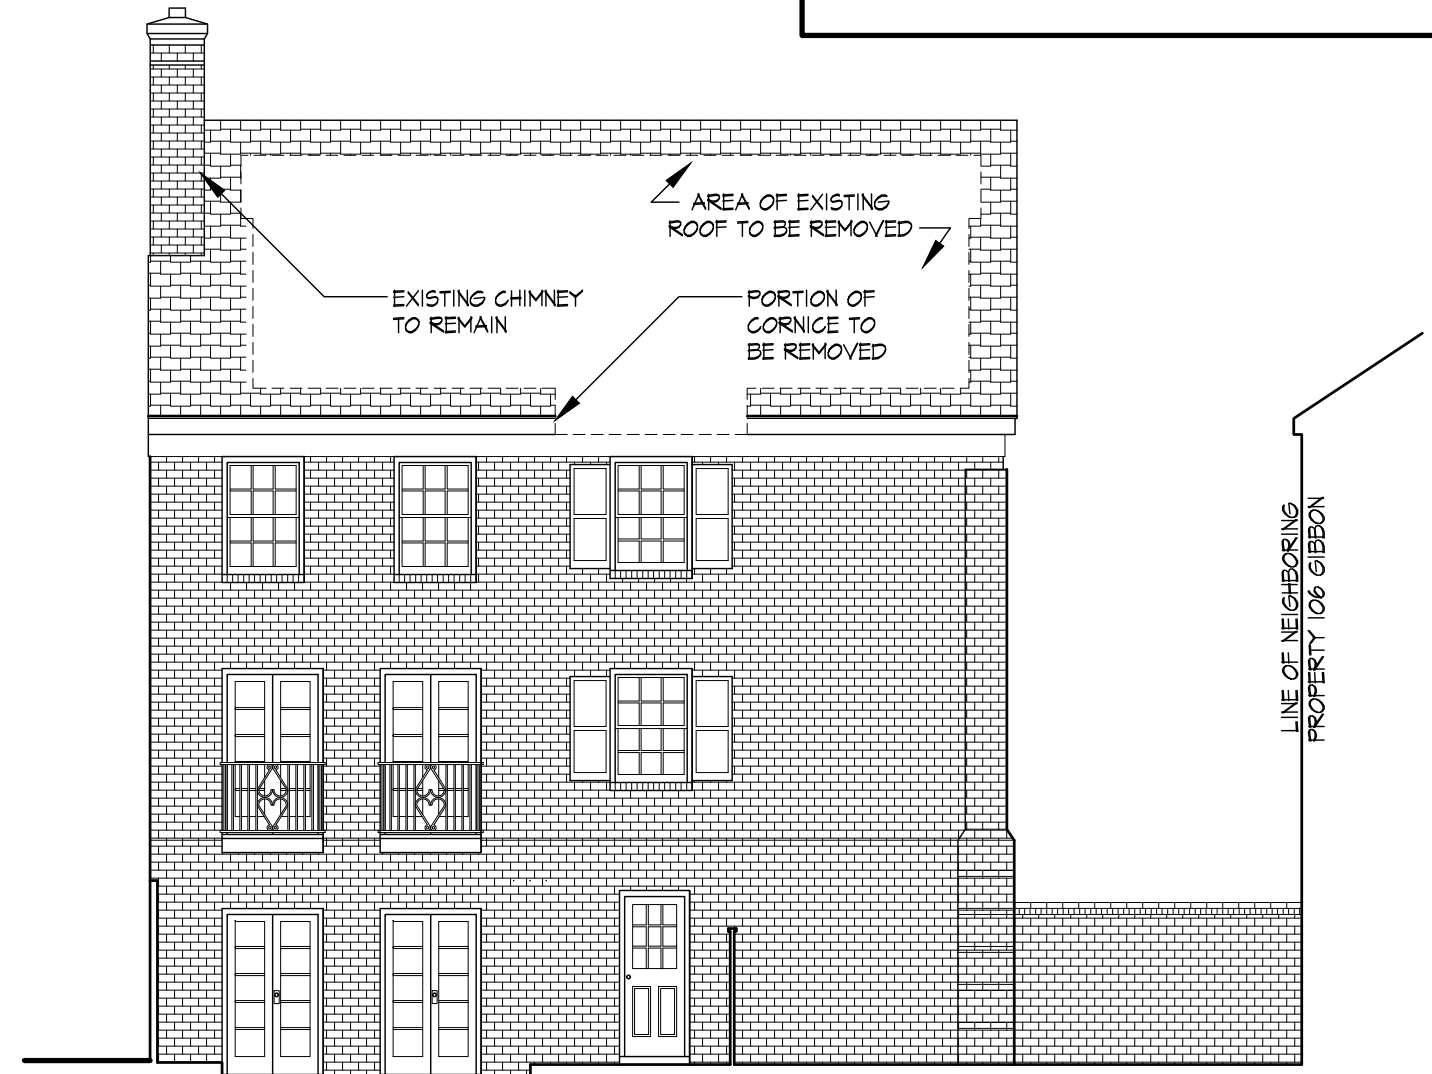 AREA OF EXISTING
ROOF TO BE REMOVED
EXISTING CHIMNEY
TO REMAIN
PORTION OF
CORNICE TO
BE REMOVED
LINE OF NEIGHBORING
PROPERTY 106 GIBBON